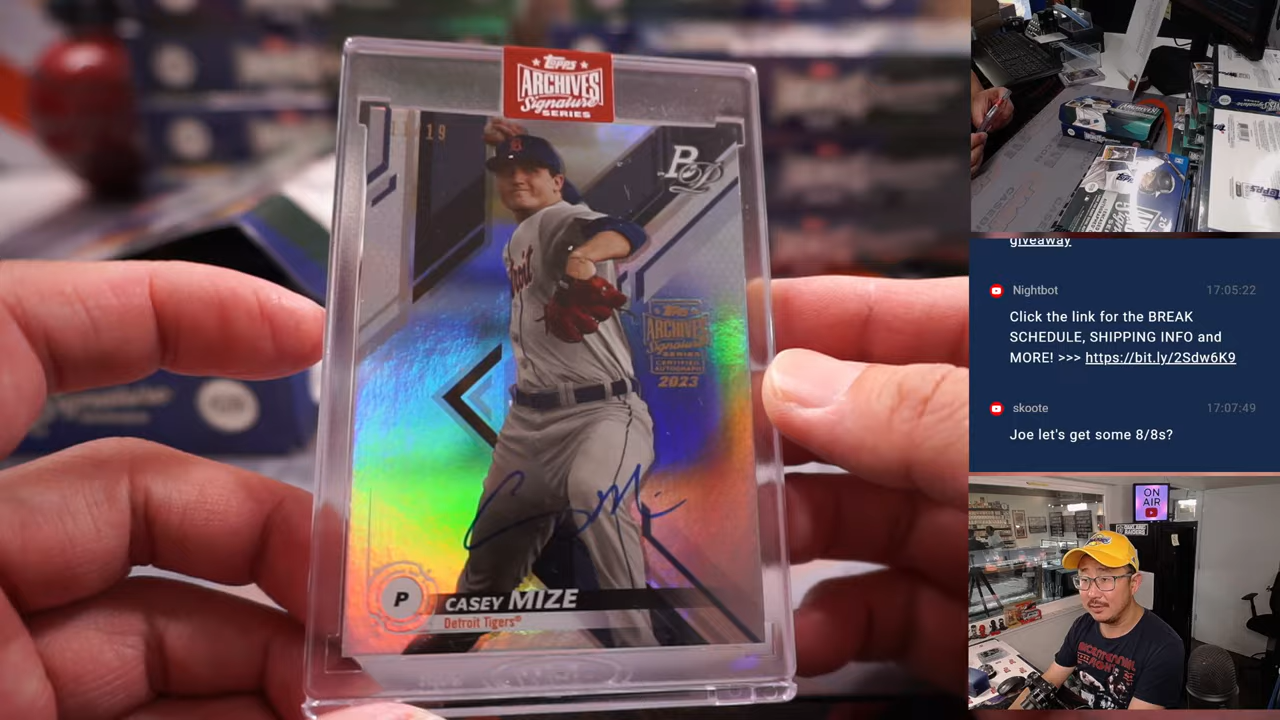 Topps
ARCHIVES
Signature
SERIES
19
BP
Topps
ARCHIVES
Signature
SERIES
CERTIFIED
AUTOGRAPH
2023
P
CASEY MIZE
Detroit Tigers®
giveaway
Nightbot 17:05:22
Click the link for the BREAK
SCHEDULE, SHIPPING INFO and
MORE! >>> https://bit.ly/2Sdw6K9
skoote 17:07:49
Joe let's get some 8/8s?
ON
AIR